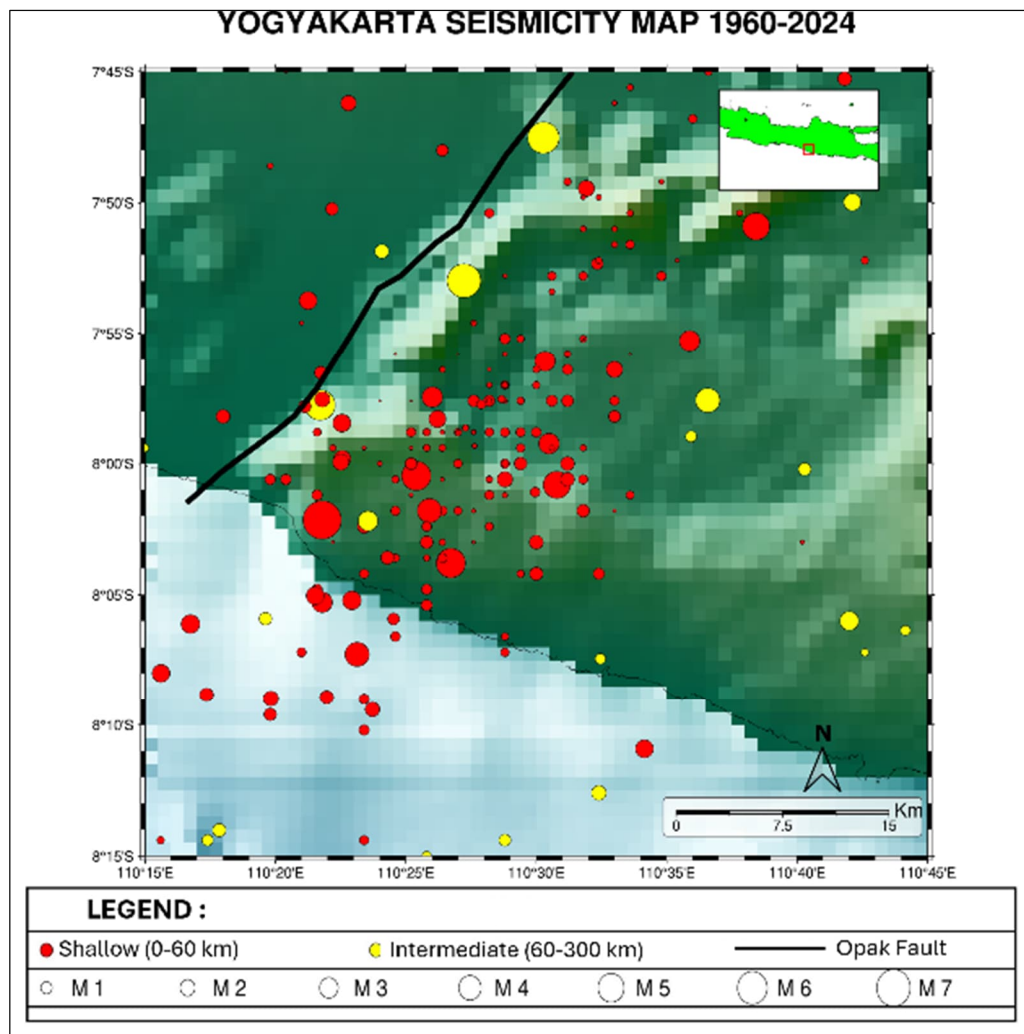 YOGYAKARTA SEISMICITY MAP 1960-2024
7°45'S
7°50'S
7°55'S
8°00'S
8°05'S
8°10'S
8°15'S
N
Km
0 7.5 15
110°15'E 110°20'E 110°25'E 110°30'E 110°35'E 110°40'E 110°45'E
LEGEND :
Shallow (0-60 km) Intermediate (60-300 km) Opak Fault
M 1 M 2 M 3 M 4 M 5 M 6 M 7